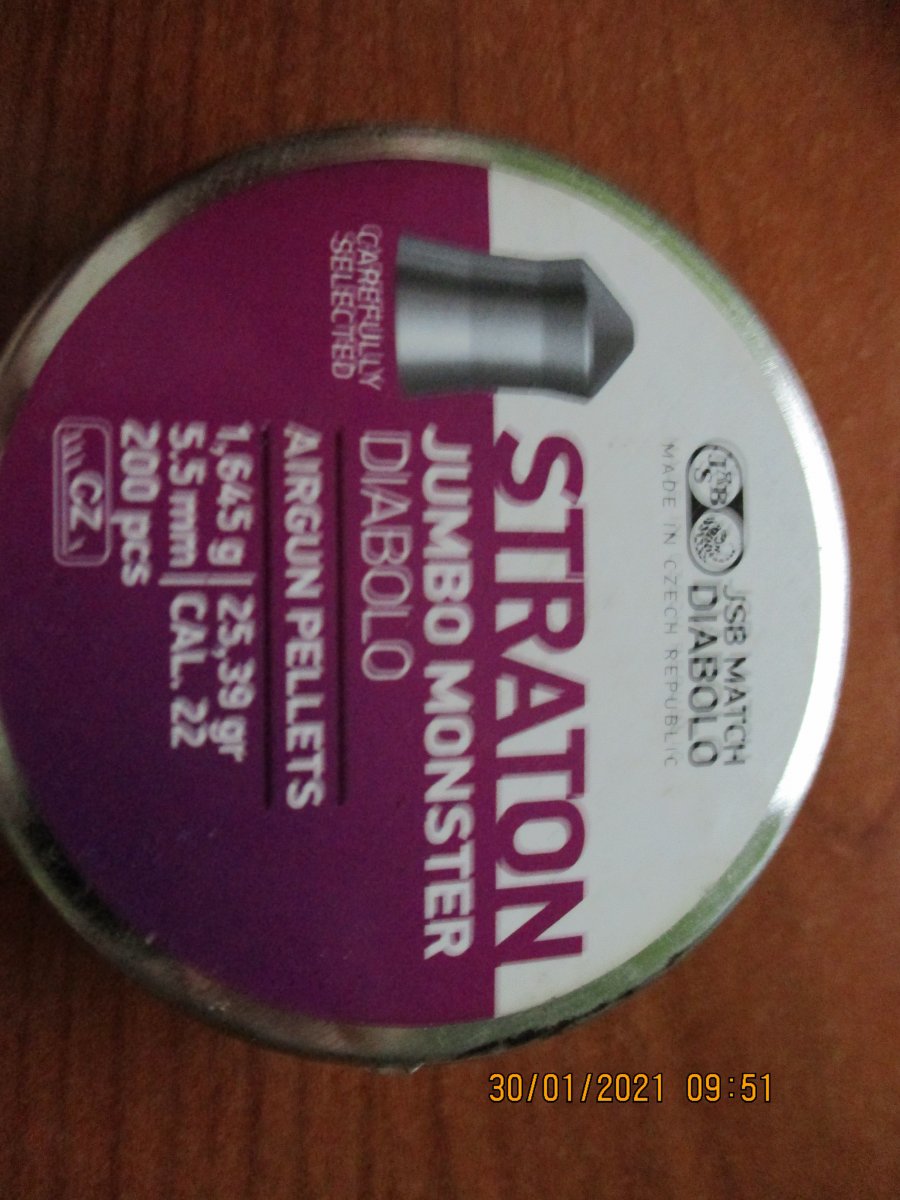 JSB
JSB MATCH
DIABOLO
MADE IN CZECH REPUBLIC
STRATON
JUMBO MONSTER
DIABOLO
CAREFULLY
SELECTED
AIRGUN PELLETS
1,645 g | 25,39 gr
5.5 mm | CAL. 22
200 pcs
CZ
30/01/2021 09:51